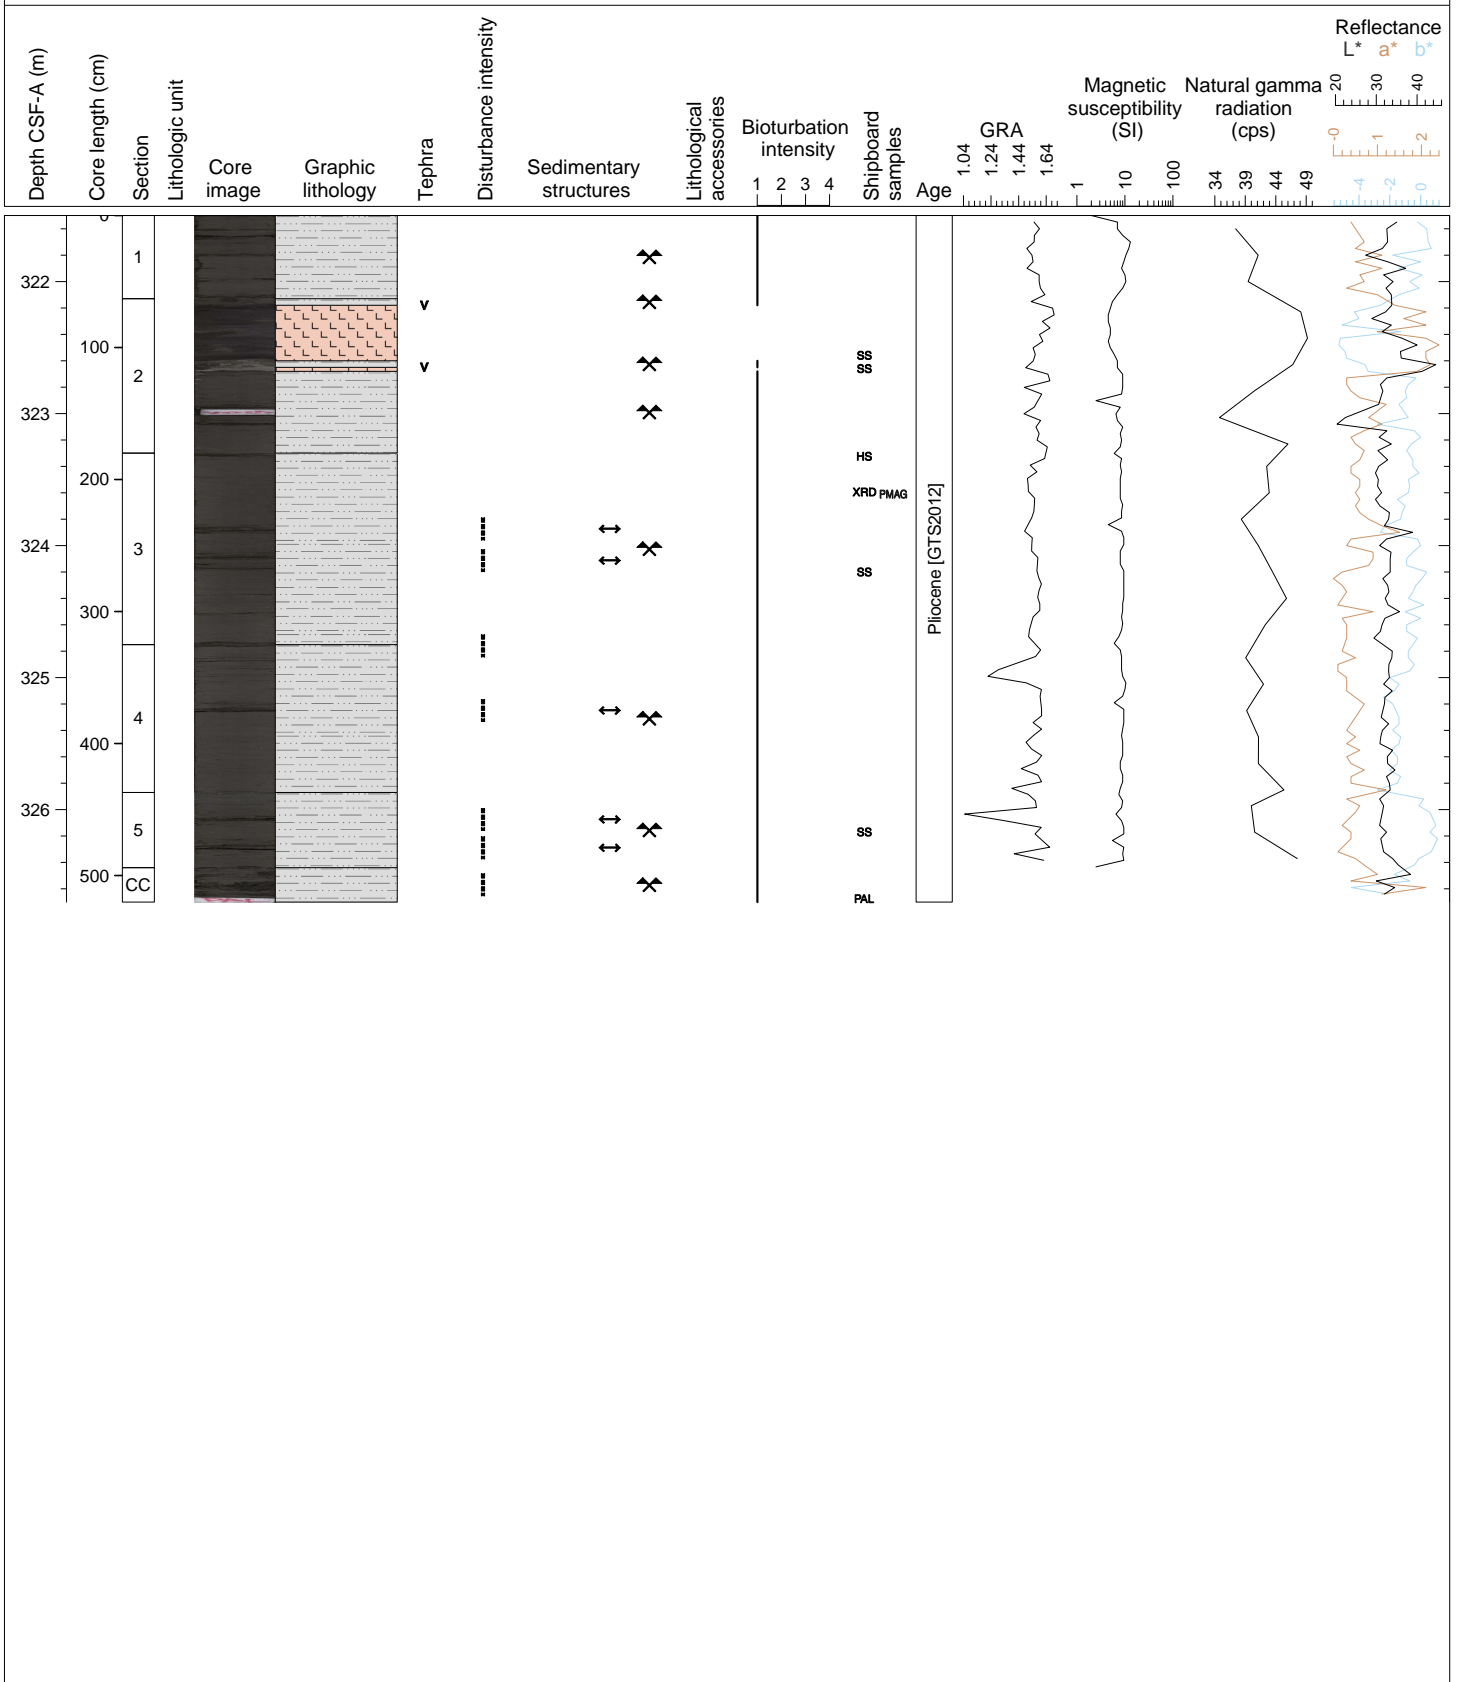 Depth CSF-A (m)
Core length (cm)
Section
Lithologic unit
Core
image
Graphic
lithology
Tephra
Disturbance intensity
Sedimentary
structures
Lithological
accessories
Bioturbation
intensity
1 2 3 4
Shipboard
samples
Age
GRA
1.04 1.24 1.44 1.64
Magnetic
susceptibility
(SI)
1 10 100
Natural gamma
radiation
(cps)
34 39 44 49
Reflectance
L* a* b*
20 30 40
-0 1 2
-4 -2 0
0
1
322
V
100
SS
V
SS
2
323
HS
200
XRD PMAG
Pliocene [GTS2012]
324
3
SS
300
325
4
400
326
5
SS
500
CC
PAL